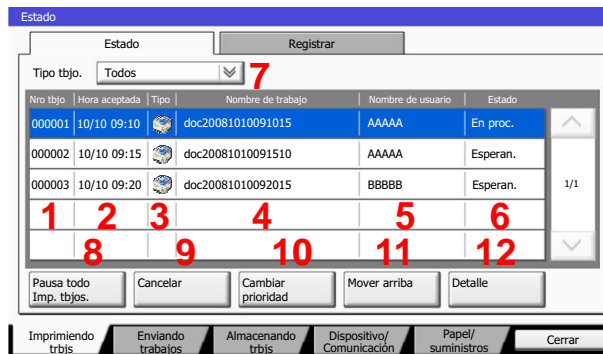 Estado
Estado Registrar
Tipo tbjo. Todos 7
Nro tbjo Hora aceptada Tipo Nombre de trabajo Nombre de usuario Estado
000001 10/10 09:10 doc20081010091015 AAAAA En proc.
000002 10/10 09:15 doc20081010091510 AAAAA Esperan.
000003 10/10 09:20 doc20081010092015 BBBBB Esperan. 1/1
1 2 3 4 5 6
8 9 10 11 12
Pausa todo Cancelar Cambiar Mover arriba Detalle
Imp. tbjos. prioridad
Imprimiendo Enviando Almacenando Dispositivo/ Papel/ Cerrar
trbjs trabajos trbjs Comunicación suministros